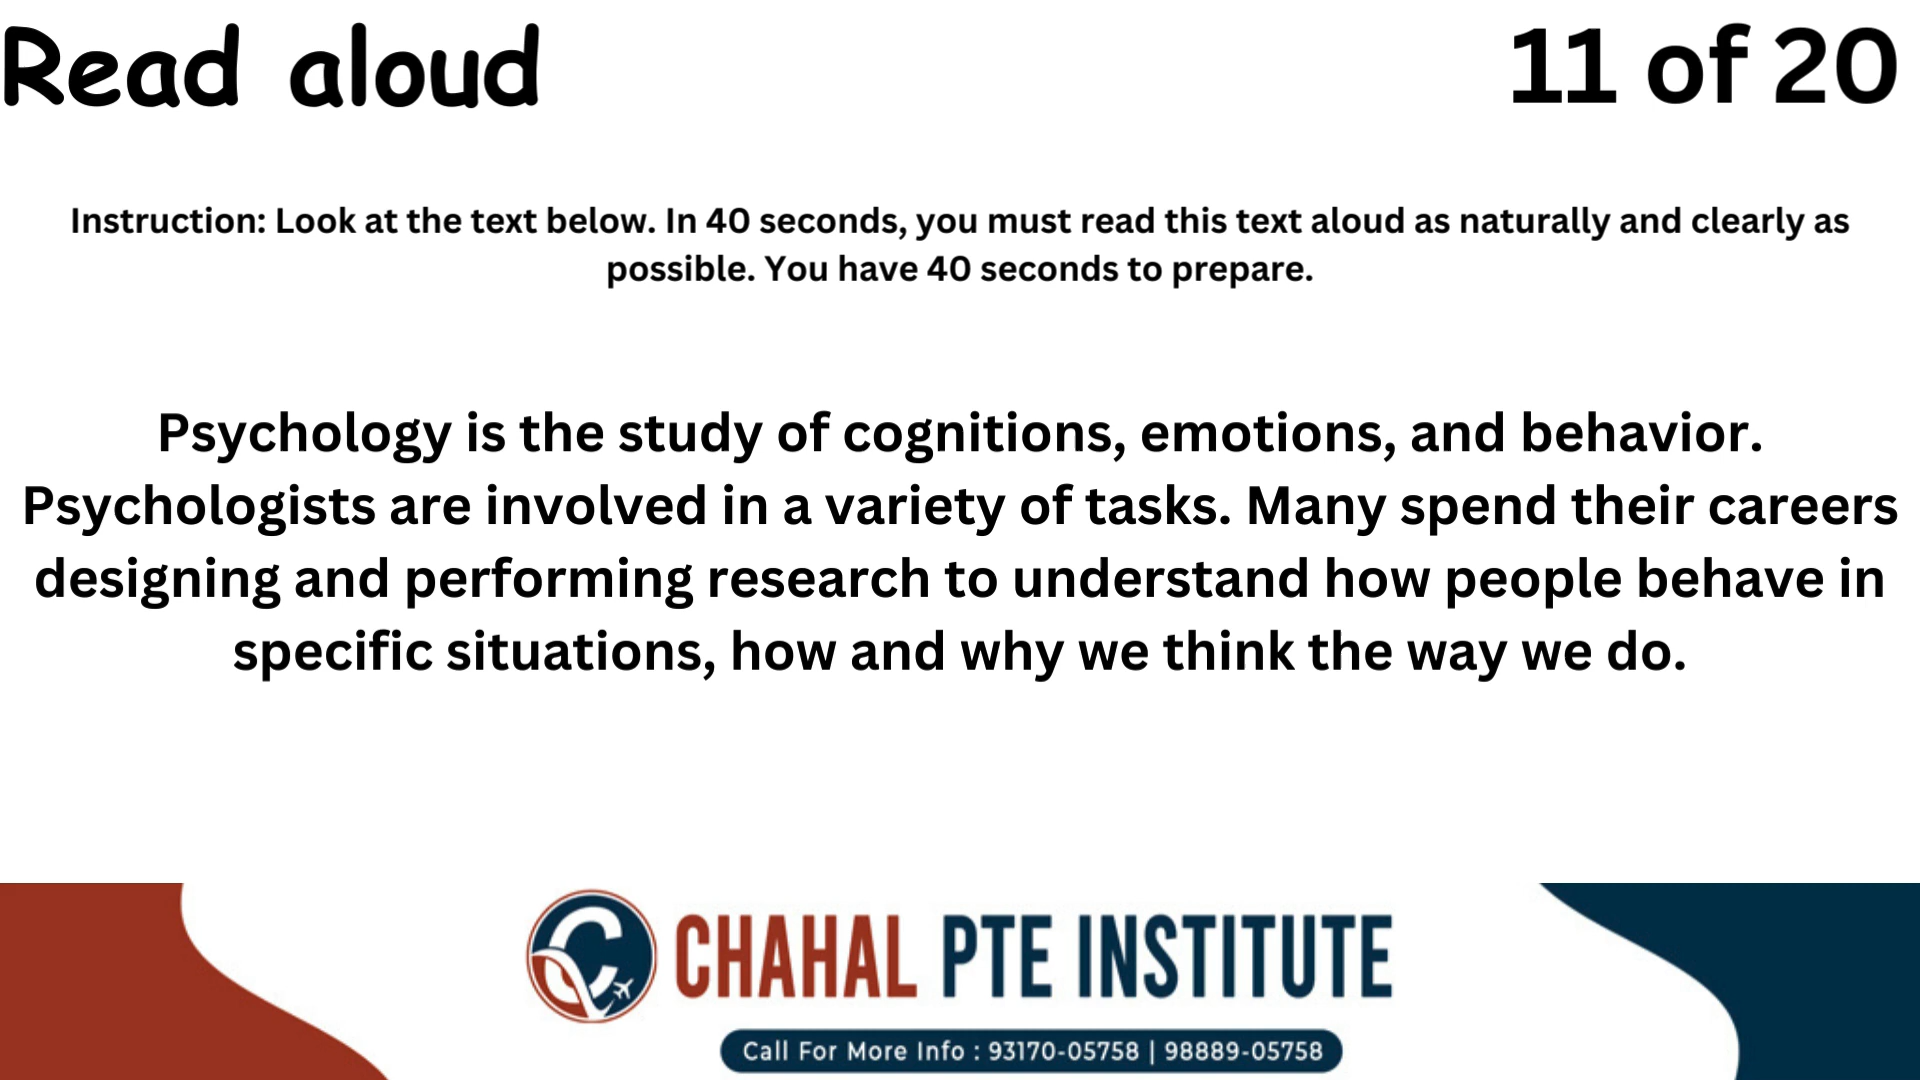 Read aloud
11 of 20
Instruction: Look at the text below. In 40 seconds, you must read this text aloud as naturally and clearly as
possible. You have 40 seconds to prepare.
Psychology is the study of cognitions, emotions, and behavior.
Psychologists are involved in a variety of tasks. Many spend their careers
designing and performing research to understand how people behave in
specific situations, how and why we think the way we do.
CHAHAL PTE INSTITUTE
Call For More Info : 93170-05758 | 98889-05758